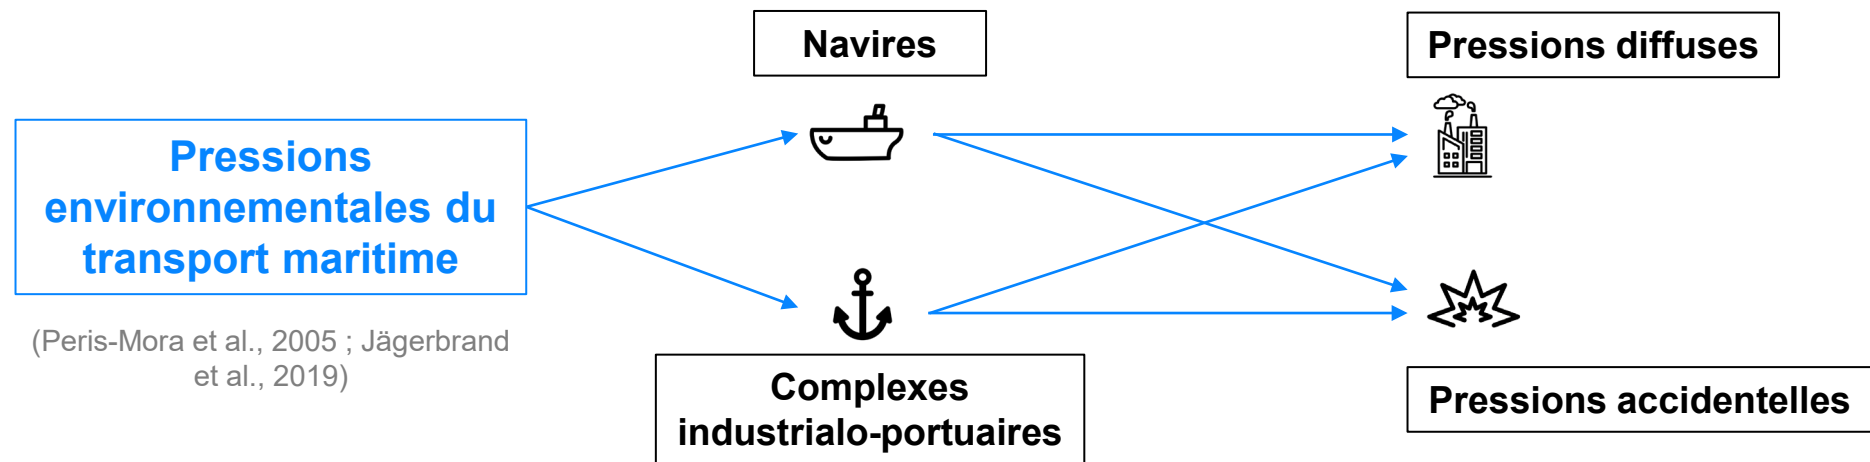 Navires
Pressions diffuses
Pressions
environnementales du
transport maritime
(Peris-Mora et al., 2005 ; Jägerbrand
et al., 2019)
Complexes
industrialo-portuaires
Pressions accidentelles